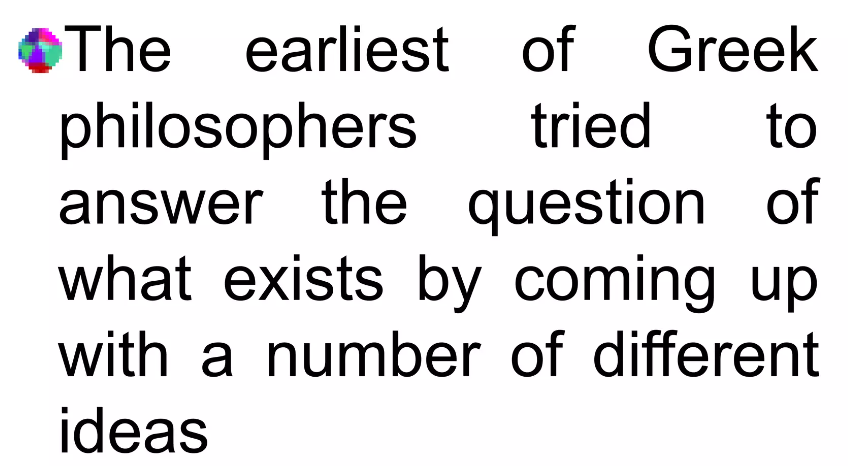 The earliest of Greek
philosophers tried to
answer the question of
what exists by coming up
with a number of different
ideas